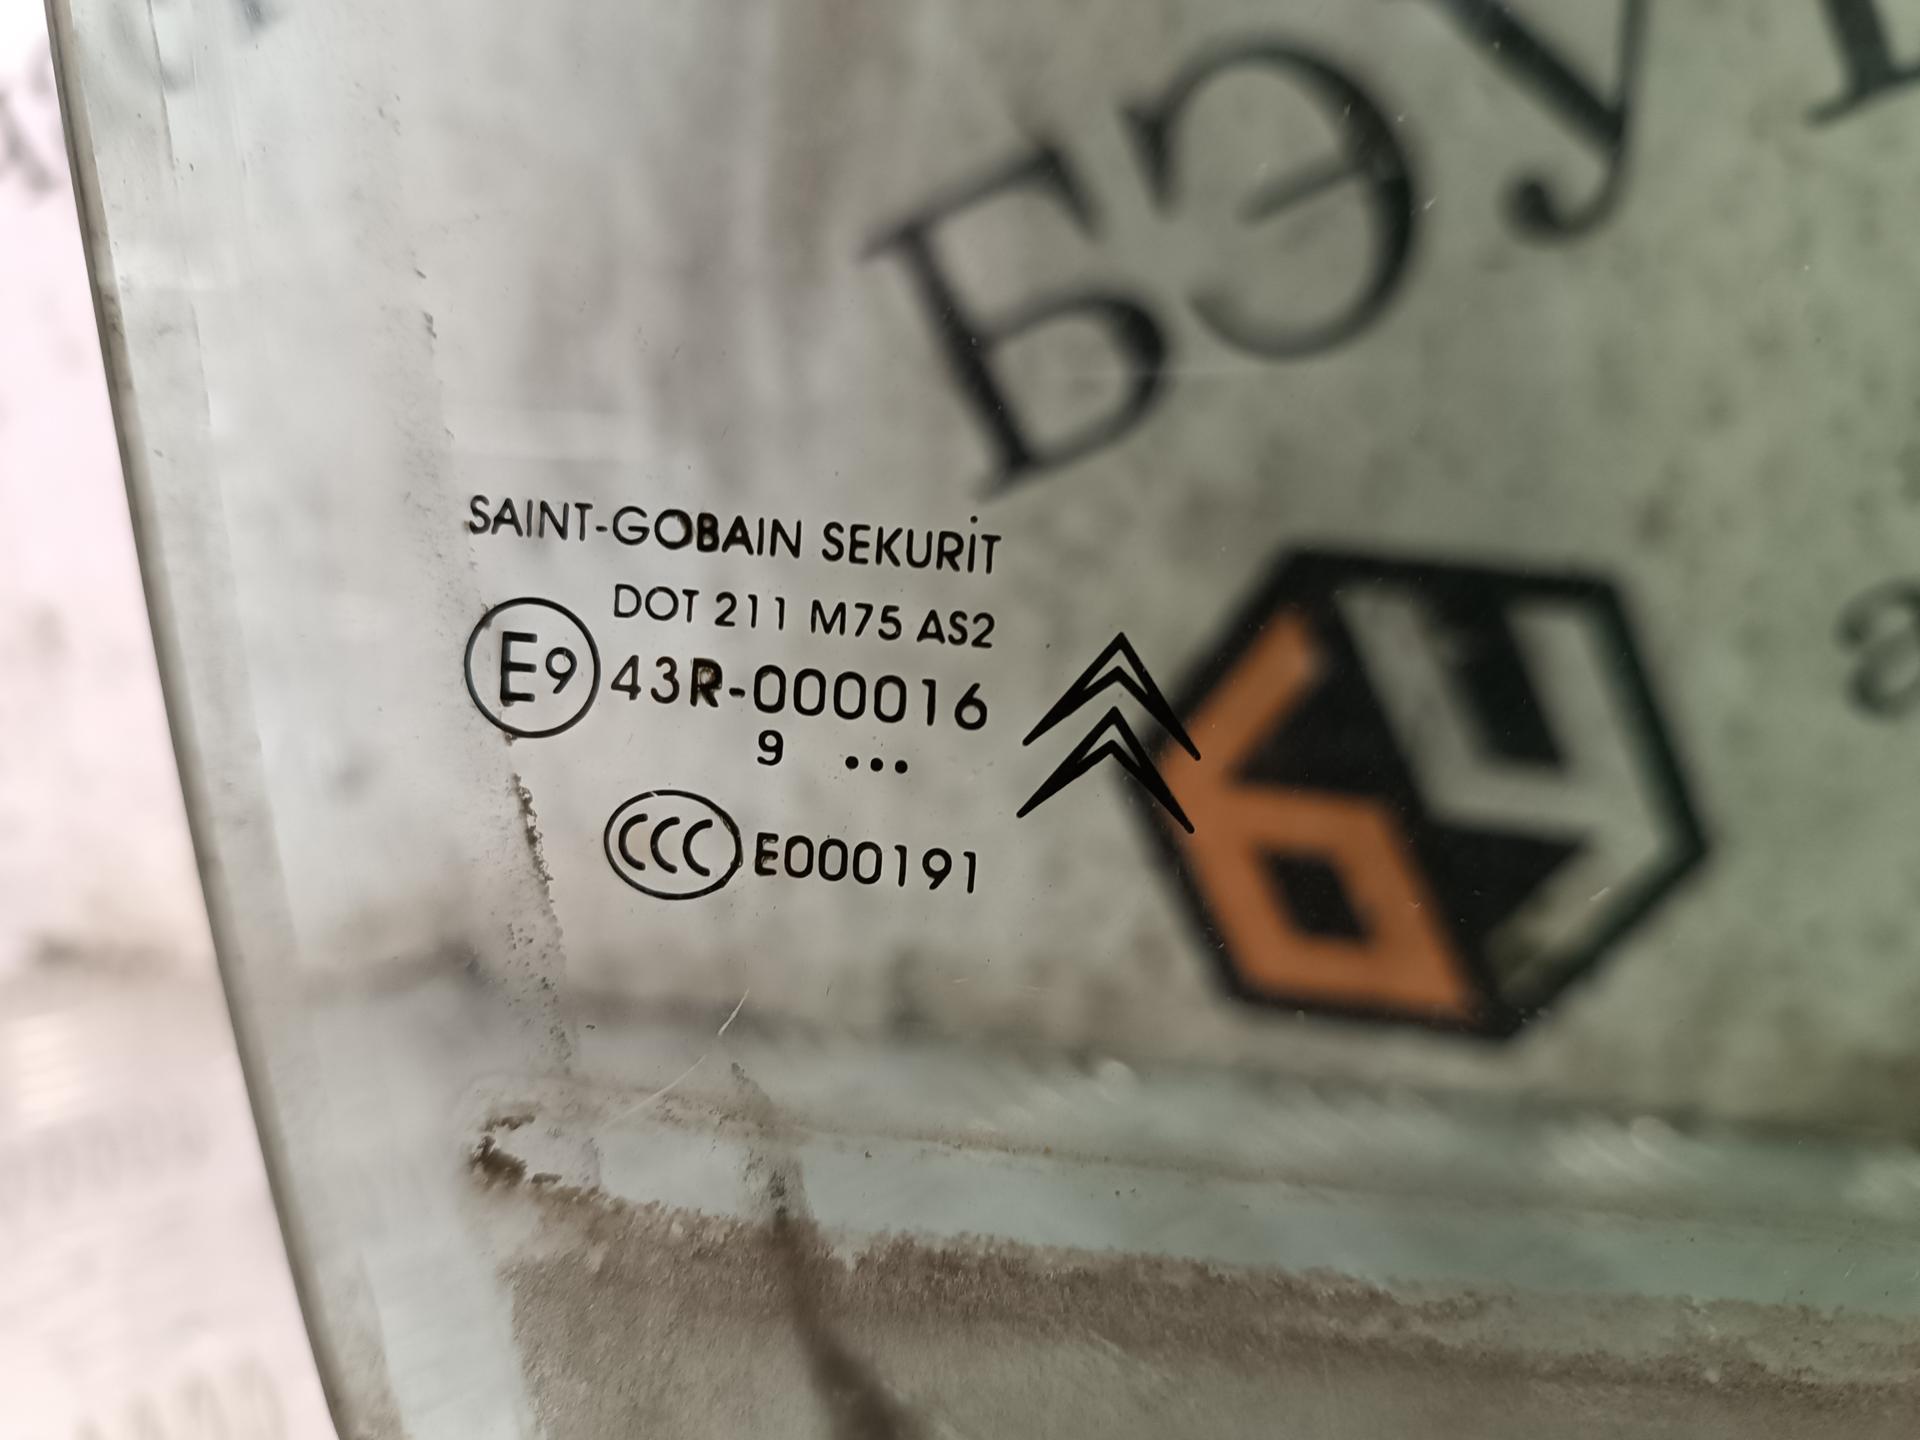 БЭУ
SAINT-GOBAIN SEKURIT
DOT 211 M75 AS2
E9 43R-000016
9 ...
CCC E000191